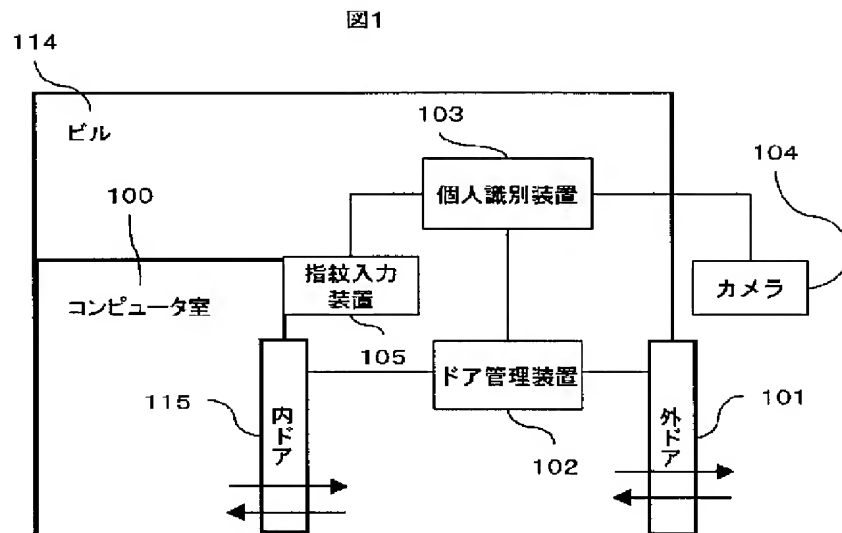 図1
114
ビル
103
104
個人識別装置
100
指紋入力
装置
カメラ
コンピュータ室
105
ドア管理装置
115
内ドア
外ドア
101
102